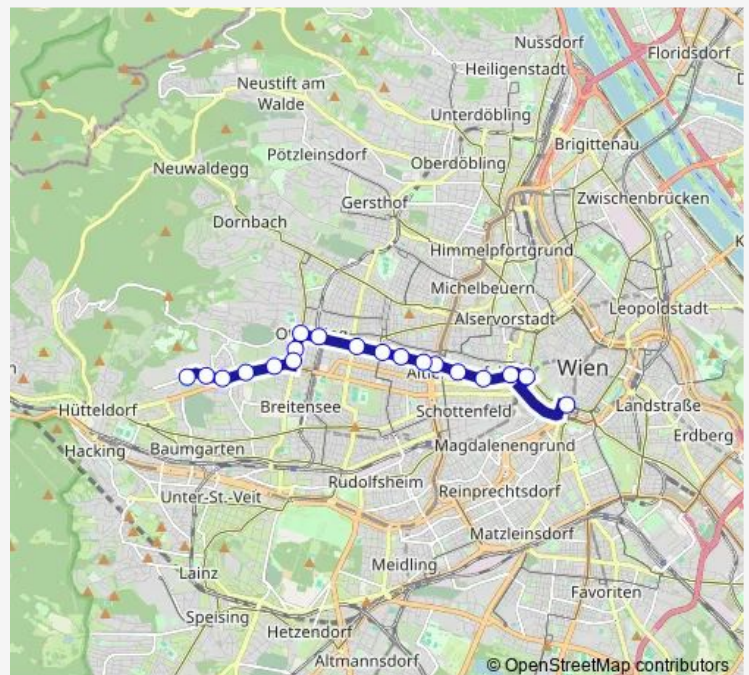 Nussdorf
Floridsdorf
Heiligenstadt
Neustift am
Walde
Unterdöbling
Brigittenau
Pötzleinsdorf
Oberdöbling
Neuwaldegg
Zwischenbrücken
Gersthof
Dornbach
Himmelpfortgrund
Michelbeuern
Leopoldstadt
Alservorstadt
Wien
Schottenfeld
Landstraße
Breitensee
Hütteldorf
Erdberg
Hacking
Baumgarten
Magdalenengrund
Rudolfsheim
Reinprechtsdorf
Unter-St.-Veit
Matzleinsdorf
Meidling
Lainz
Favoriten
Speising
Hetzendorf
Altmannsdorf
© OpenStreetMap contributors